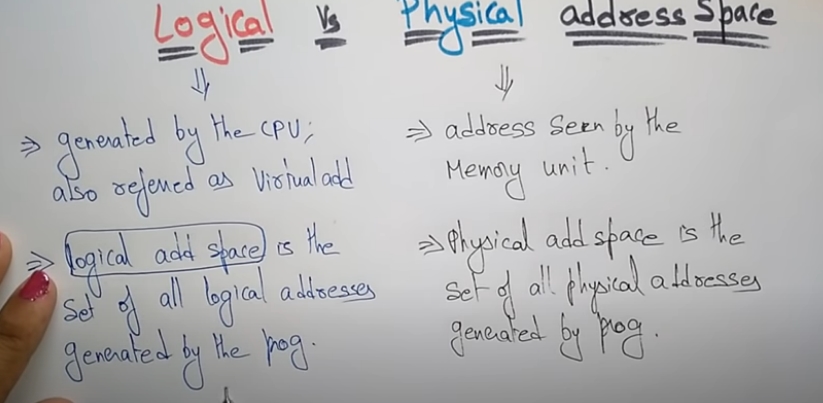 Logical Vs Physical address Space
⇒ generated by the CPU;
also referred as Virtual add
⇒ logical add space is the
set of all logical addresses
generated by the prog.
⇒ address Seen by the
Memory unit.
⇒ Physical add space is the
set of all physical addresses
generated by prog.